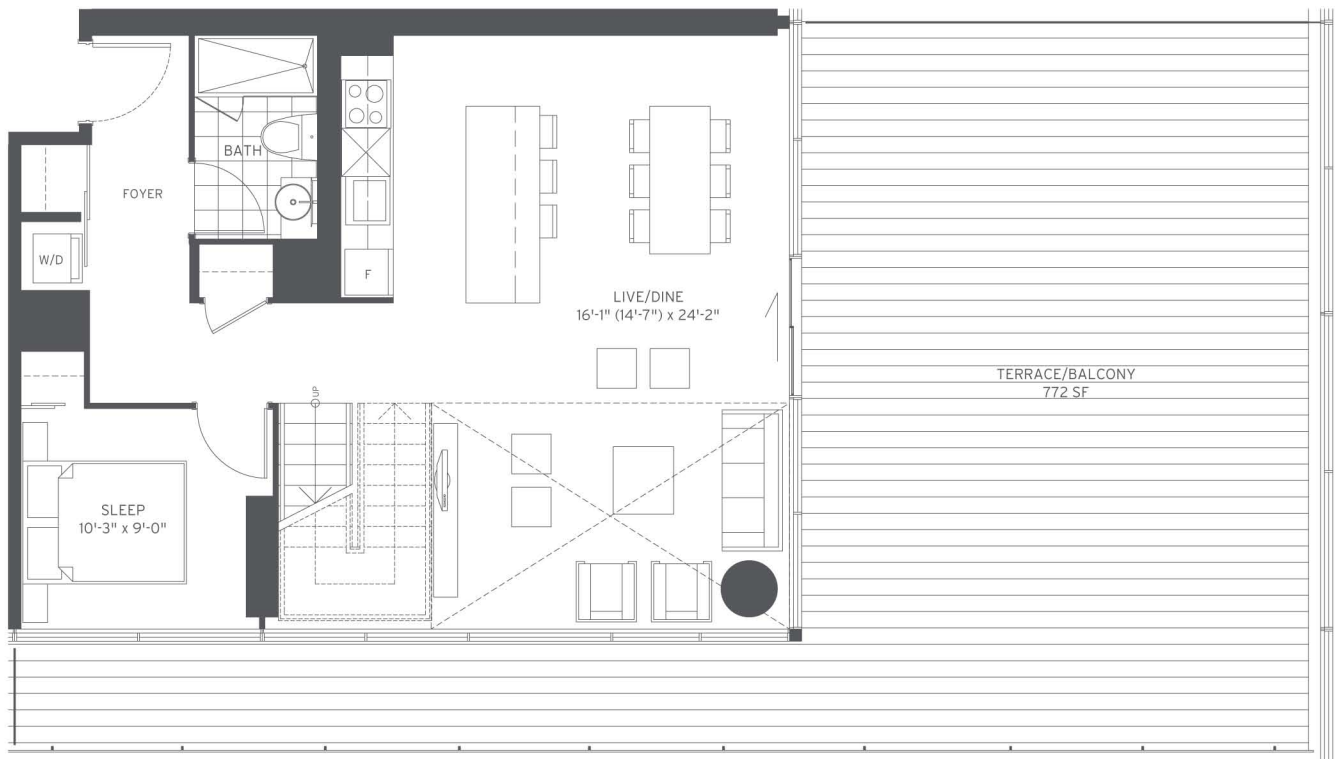 BATH
FOYER
W/D
F
LIVE/DINE
16'-1" (14'-7") x 24'-2"
TERRACE/BALCONY
772 SF
UP
SLEEP
10'-3" x 9'-0"